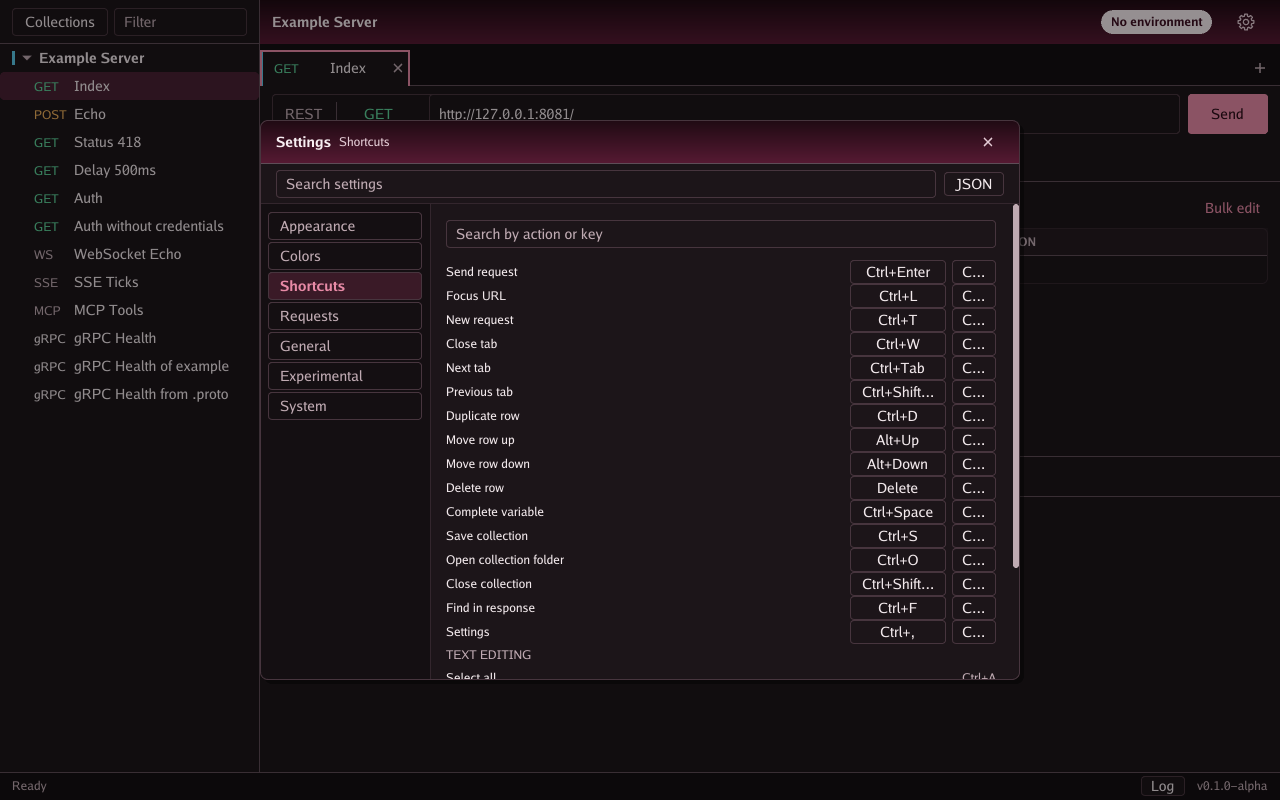 Collections
Filter
Example Server
No environment
Example Server
GET Index
GET Index
POST Echo
GET Status 418
GET Delay 500ms
GET Auth
GET Auth without credentials
WS WebSocket Echo
SSE SSE Ticks
MCP MCP Tools
gRPC gRPC Health
gRPC gRPC Health of example
gRPC gRPC Health from .proto
REST GET http://127.0.0.1:8081/ Send
Bulk edit
ON
Settings Shortcuts
Search settings JSON
Appearance
Colors
Shortcuts
Requests
General
Experimental
System
Search by action or key
Send request Ctrl+Enter C...
Focus URL Ctrl+L C...
New request Ctrl+T C...
Close tab Ctrl+W C...
Next tab Ctrl+Tab C...
Previous tab Ctrl+Shift... C...
Duplicate row Ctrl+D C...
Move row up Alt+Up C...
Move row down Alt+Down C...
Delete row Delete C...
Complete variable Ctrl+Space C...
Save collection Ctrl+S C...
Open collection folder Ctrl+O C...
Close collection Ctrl+Shift... C...
Find in response Ctrl+F C...
Settings Ctrl+, C...
TEXT EDITING
Select all Ctrl+A
Ready
Log v0.1.0-alpha